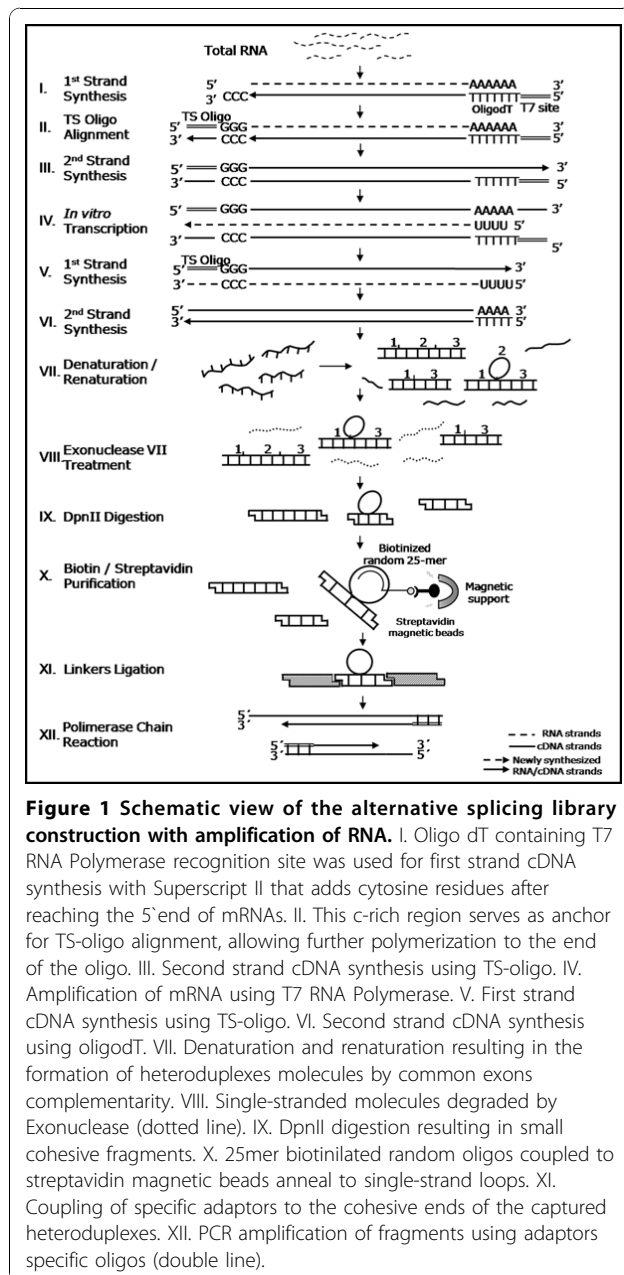 Total RNA
I. 1st Strand Synthesis
5′ AAAAAA 3′
3′ CCC TTTTTT 5′
OligodT T7 site
II. TS Oligo Alignment
TS Oligo
5′ GGG AAAAAA 3′
3′ CCC TTTTTT 5′
III. 2nd Strand Synthesis
5′ GGG 3′
3′ CCC TTTTT 5′
IV. In vitro Transcription
5′ GGG AAAAA 3′
UUUU 5′
3′ CCC TTTTT 5′
V. 1st Strand Synthesis
TS Oligo
5′ GGG 3′
3′ CCC UUUU5′
VI. 2nd Strand Synthesis
5′ AAAA 3′
3′ TTTTT 5′
VII. Denaturation / Renaturation
1 2 3
2
1 3
1 3
VIII. Exonuclease VII Treatment
1 2 3
1 3
1 3
IX. DpnII Digestion
X. Biotin / Streptavidin Purification
Biotinized random 25-mer
Magnetic support
Streptavidin magnetic beads
XI. Linkers Ligation
XII. Polimerase Chain Reaction
5′
3′
5′ 3′
3′ 5′
RNA strands
cDNA strands
Newly synthesized
RNA/cDNA strands
Figure 1 Schematic view of the alternative splicing library
construction with amplification of RNA. I. Oligo dT containing T7
RNA Polymerase recognition site was used for first strand cDNA
synthesis with Superscript II that adds cytosine residues after
reaching the 5`end of mRNAs. II. This c-rich region serves as anchor
for TS-oligo alignment, allowing further polymerization to the end
of the oligo. III. Second strand cDNA synthesis using TS-oligo. IV.
Amplification of mRNA using T7 RNA Polymerase. V. First strand
cDNA synthesis using TS-oligo. VI. Second strand cDNA synthesis
using oligodT. VII. Denaturation and renaturation resulting in the
formation of heteroduplexes molecules by common exons
complementarity. VIII. Single-stranded molecules degraded by
Exonuclease (dotted line). IX. DpnII digestion resulting in small
cohesive fragments. X. 25mer biotinilated random oligos coupled to
streptavidin magnetic beads anneal to single-strand loops. XI.
Coupling of specific adaptors to the cohesive ends of the captured
heteroduplexes. XII. PCR amplification of fragments using adaptors
specific oligos (double line).